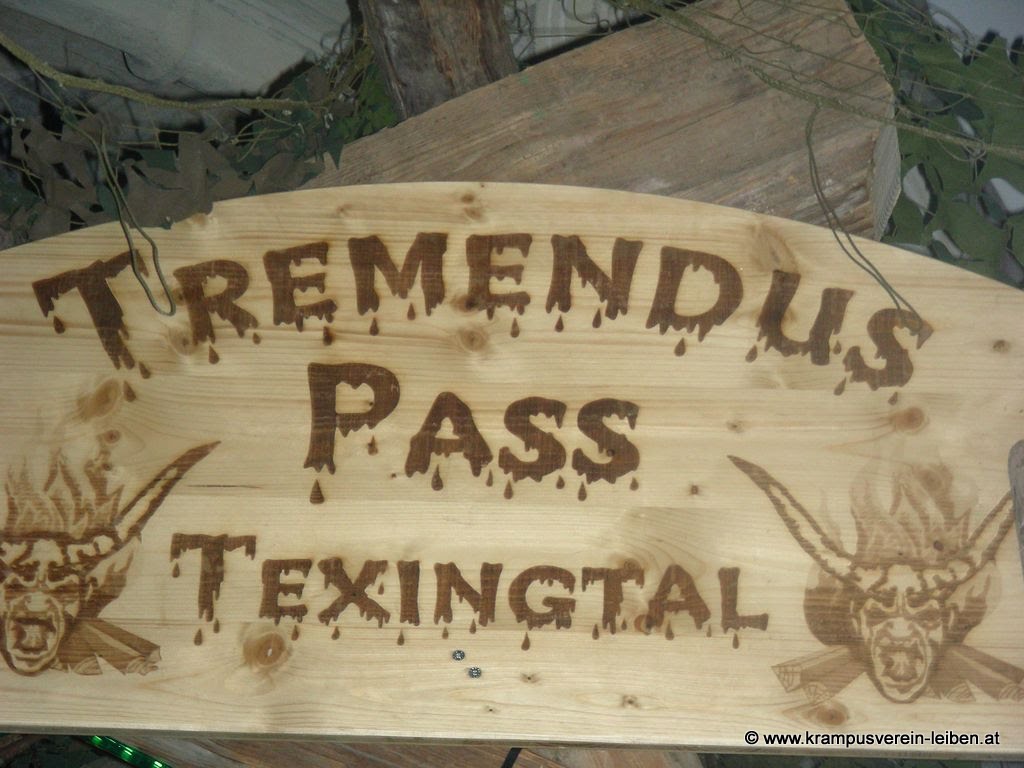 TREMENDUS
PASS
TEXINGTAL
© www.krampusverein-leiben.at